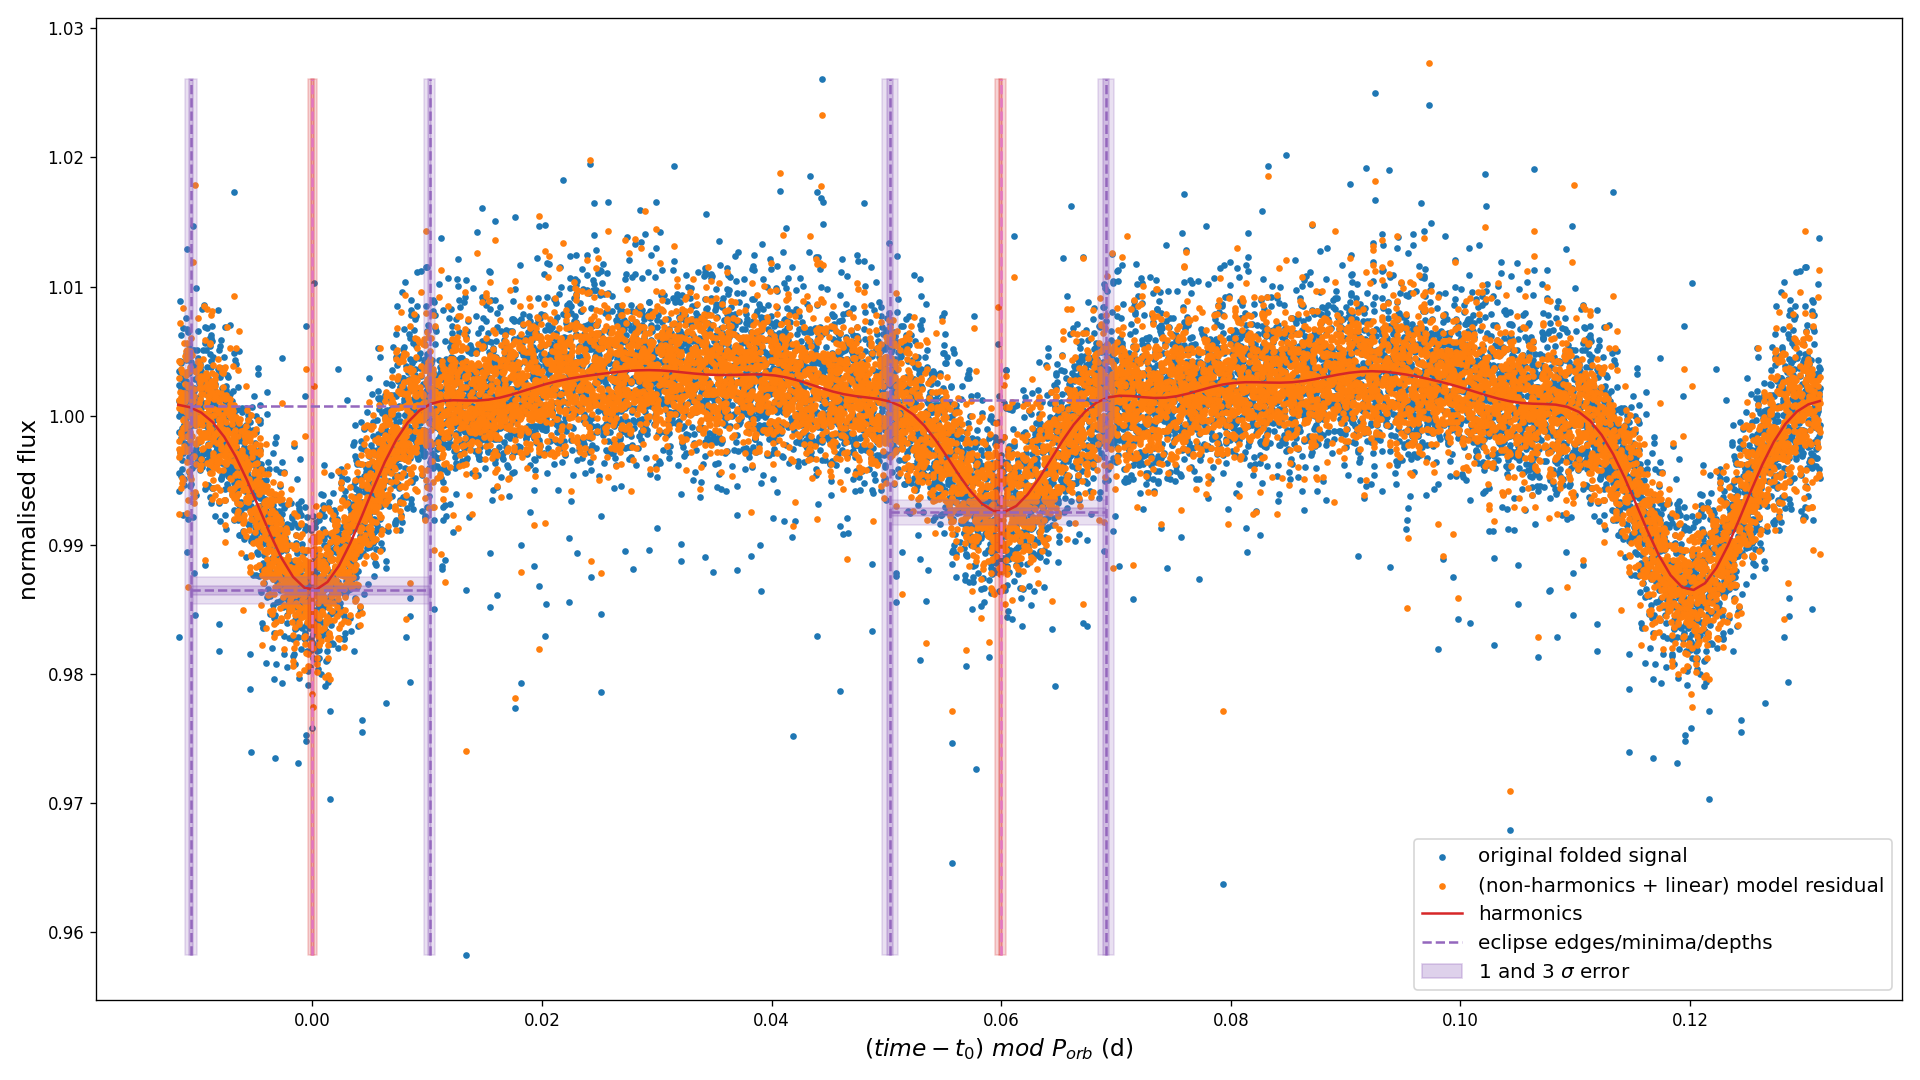 1.03
1.02
1.01
1.00
0.99
0.98
0.97
0.96
normalised flux
0.00
0.02
0.04
0.06
0.08
0.10
0.12
(time − t₀) mod P_orb (d)
original folded signal
(non-harmonics + linear) model residual
harmonics
eclipse edges/minima/depths
1 and 3 σ error